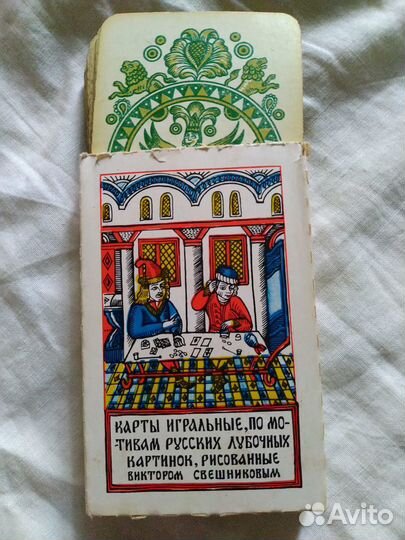 КАРТЫ ИГРАЛЬНЫЕ, ПО МО-
ТИВАМ РУССКИХ ЛУБОЧНЫХ
КАРТИНОК, РИСОВАННЫЕ
ВИКТОРОМ СВЕШНИКОВЫМ
Avito